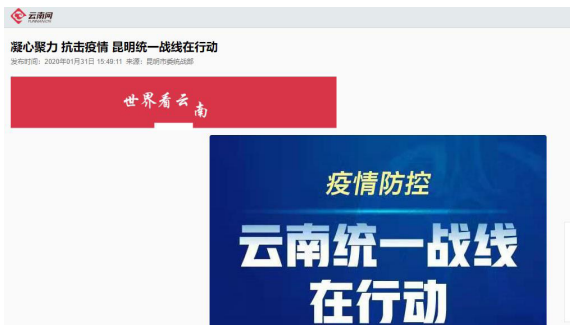 云南网
YUNNAN.CN
凝心聚力 抗击疫情 昆明统一战线在行动
发布时间：2020年01月31日 15:48:11 来源：昆明市委统战部
世界看云南
疫情防控
云南统一战线
在行动